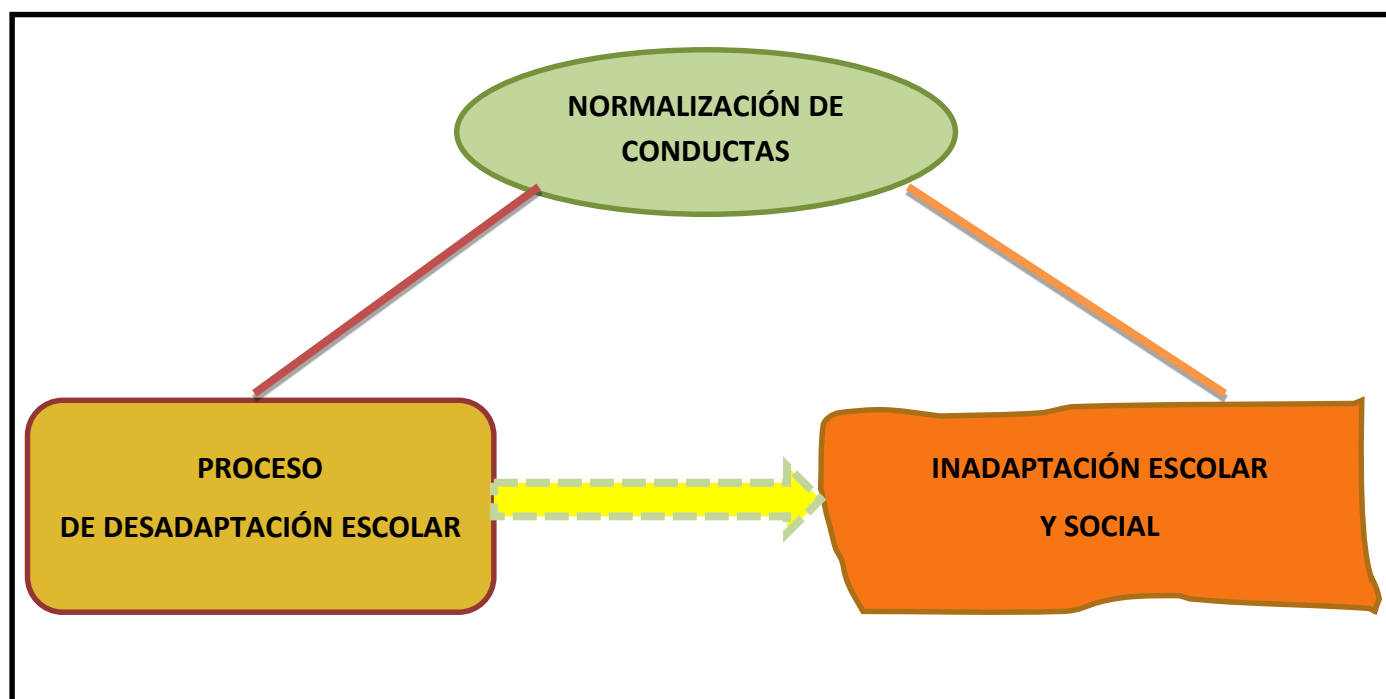 NORMALIZACIÓN DE
CONDUCTAS
PROCESO
DE DESADAPTACIÓN ESCOLAR
INADAPTACIÓN ESCOLAR
Y SOCIAL